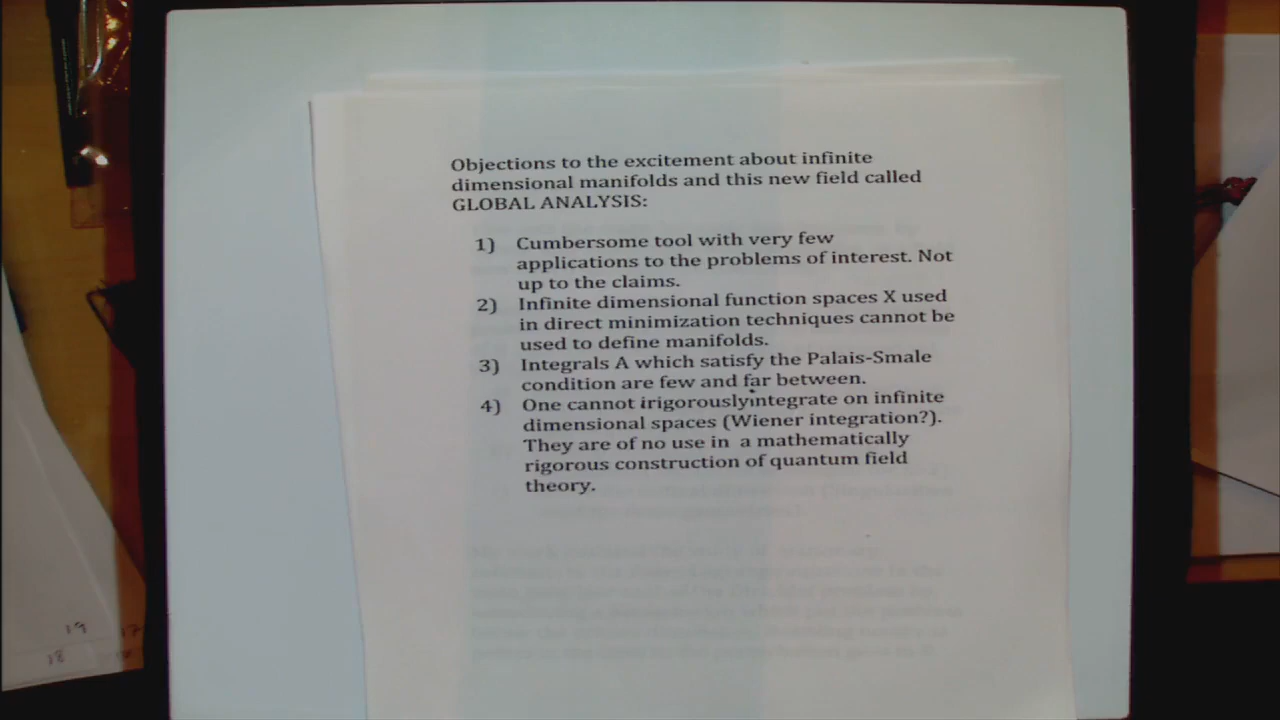 Objections to the excitement about infinite
dimensional manifolds and this new field called
GLOBAL ANALYSIS:
1) Cumbersome tool with very few
applications to the problems of interest. Not
up to the claims.
2) Infinite dimensional function spaces X used
in direct minimization techniques cannot be
used to define manifolds.
3) Integrals A which satisfy the Palais-Smale
condition are few and far between.
4) One cannot irigorouslyintegrate on infinite
dimensional spaces (Wiener integration?).
They are of no use in a mathematically
rigorous construction of quantum field
theory.
19 17
18